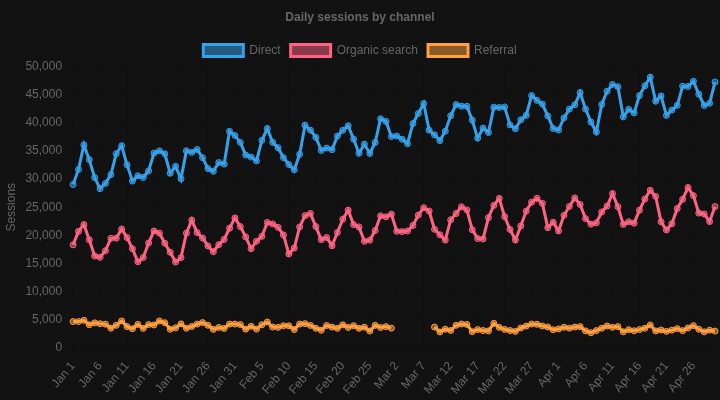 Daily sessions by channel
Direct Organic search Referral
50,000
45,000
40,000
35,000
30,000
25,000
20,000
15,000
10,000
5,000
0
Sessions
Jan 1 Jan 6 Jan 11 Jan 16 Jan 21 Jan 26 Jan 31 Feb 5 Feb 10 Feb 15 Feb 20 Feb 25 Mar 2 Mar 7 Mar 12 Mar 17 Mar 22 Mar 27 Apr 1 Apr 6 Apr 11 Apr 16 Apr 21 Apr 26